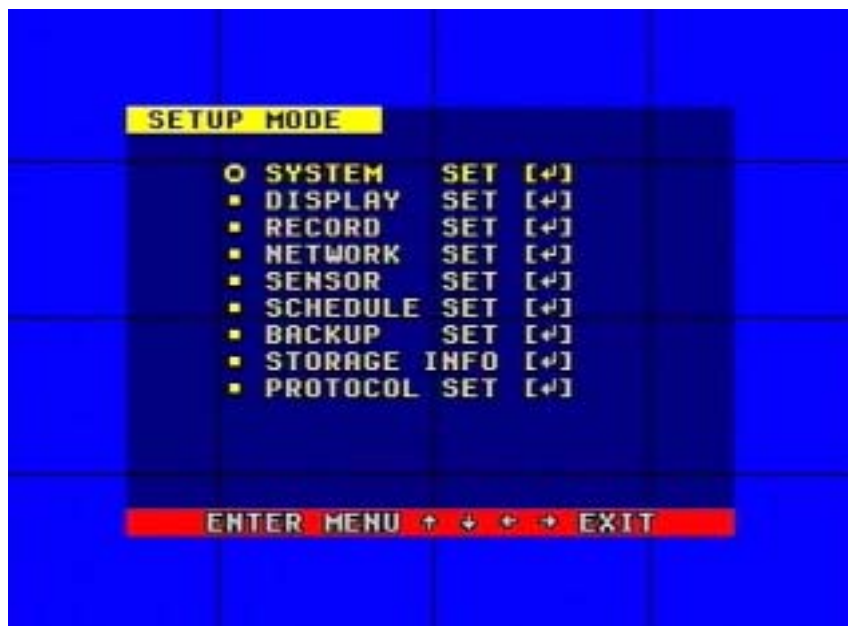 SETUP MODE
SYSTEM SET [↵]
DISPLAY SET [↵]
RECORD SET [↵]
NETWORK SET [↵]
SENSOR SET [↵]
SCHEDULE SET [↵]
BACKUP SET [↵]
STORAGE INFO [↵]
PROTOCOL SET [↵]
ENTER MENU ↑ ↓ ← → EXIT